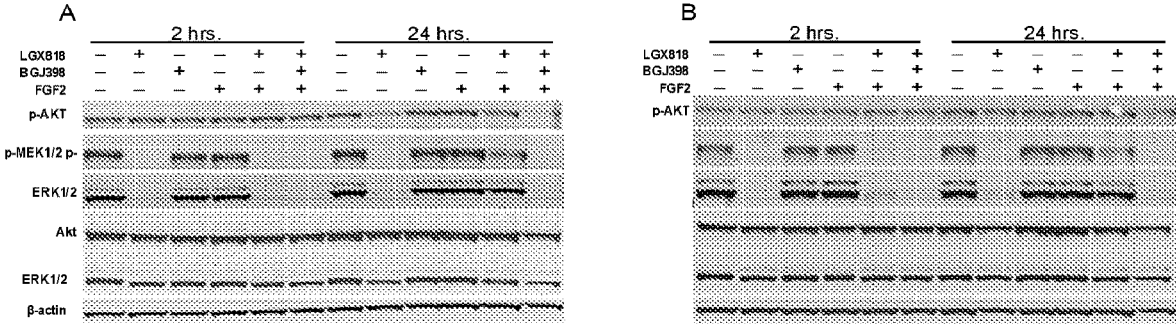 A
2 hrs. 24 hrs.
LGX818 – + – – + + – + – – + +
BGJ398 – – + – – + – – + – – +
FGF2 – – – + + + – – – + + +
p-AKT
p-MEK1/2 p-
ERK1/2
Akt
ERK1/2
β-actin
B
2 hrs. 24 hrs.
LGX818 – + – – + + – + – – + +
BGJ398 – – + – – + – – + – – +
FGF2 – – – + + + – – – + + +
p-AKT